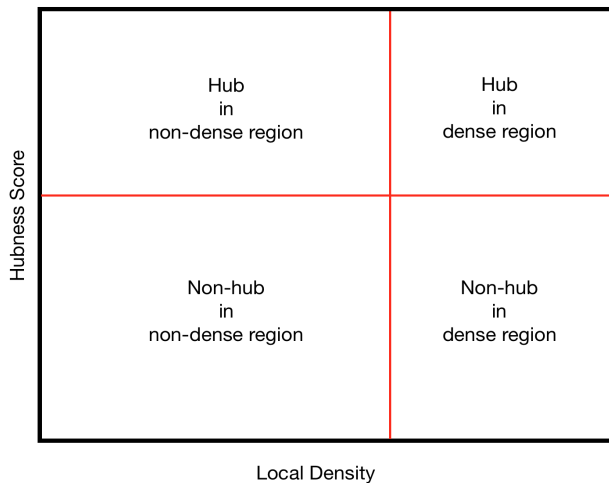 Hub
in
non-dense region
Hub
in
dense region
Hubness Score
Non-hub
in
non-dense region
Non-hub
in
dense region
Local Density